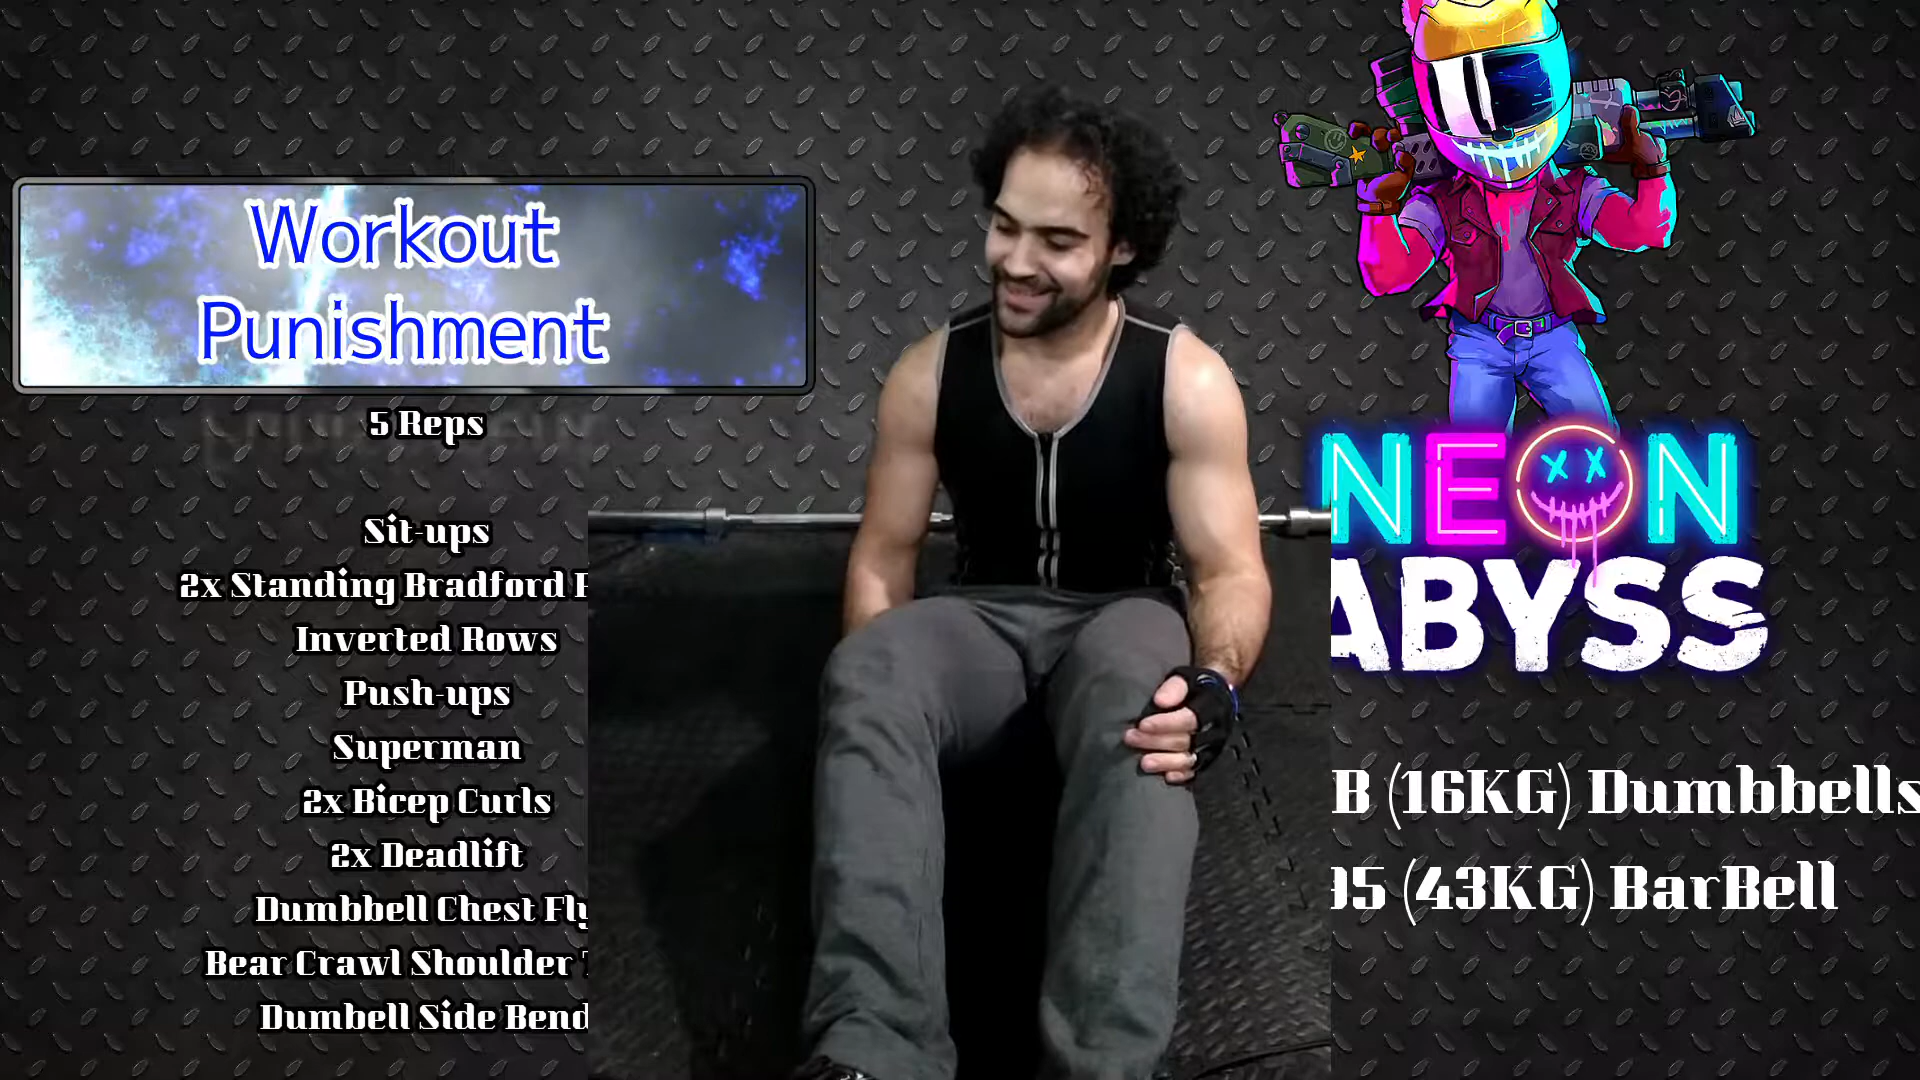 Workout
Punishment
5 Reps
Sit-ups
2x Standing Bradford
Inverted Rows
Push-ups
Superman
2x Bicep Curls
2x Deadlift
Dumbbell Chest Fly
Bear Crawl Shoulder
Dumbell Side Bend
NEON
ABYSS
B (16KG) Dumbbells
95 (43KG) BarBell